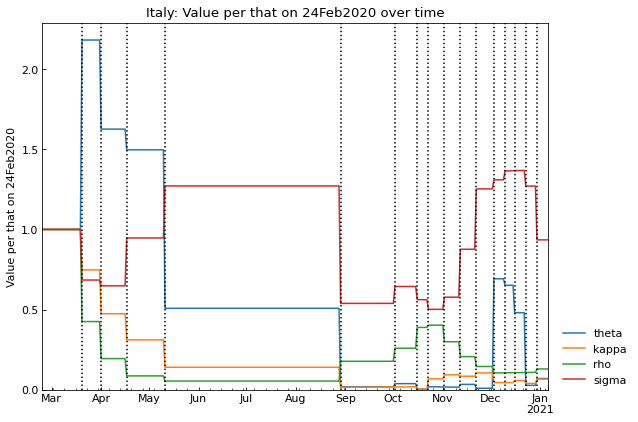 Italy: Value per that on 24Feb2020 over time
Value per that on 24Feb2020
2.0
1.5
1.0
0.5
0.0
Mar Apr May Jun Jul Aug Sep Oct Nov Dec Jan
2021
theta
kappa
rho
sigma